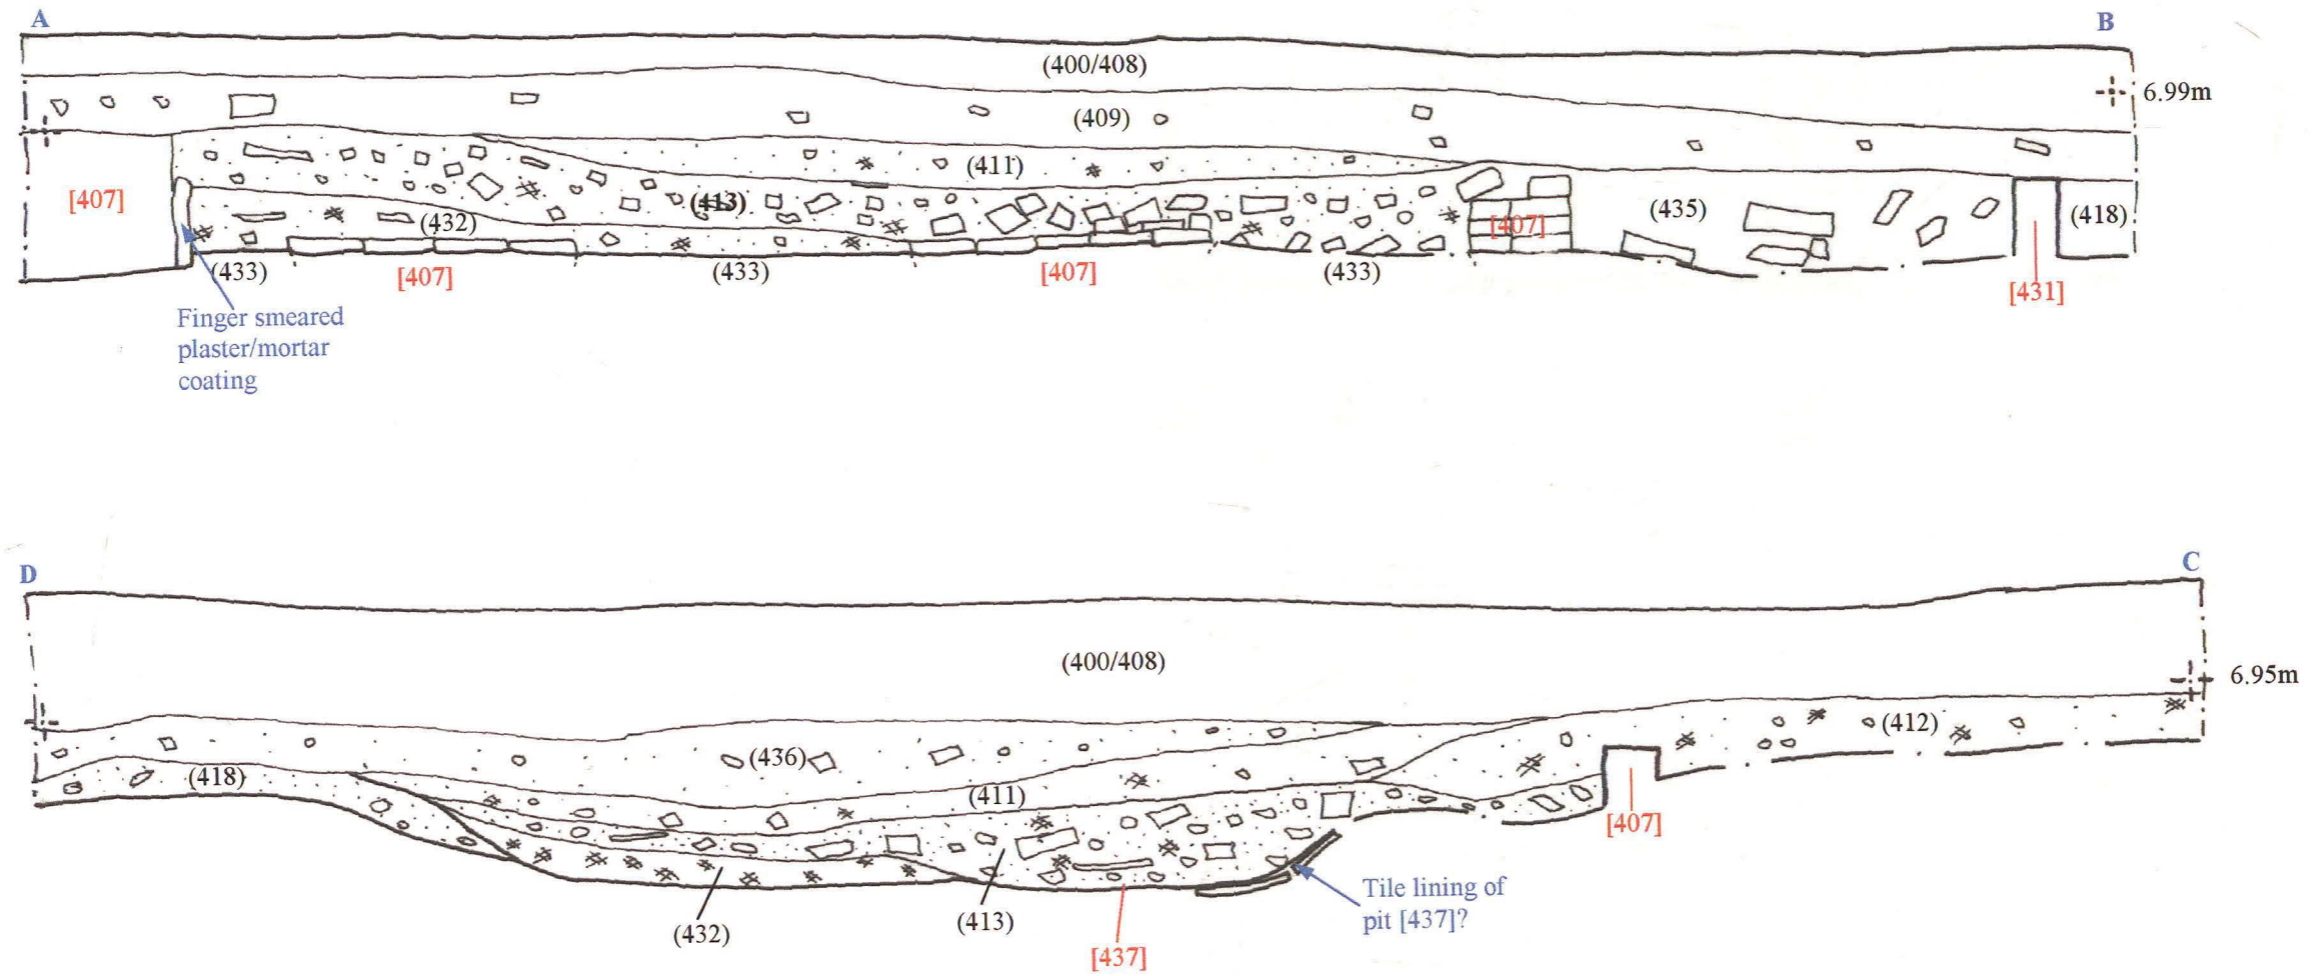 A
B
(400/408)
6.99m
(409)
(411)
[407]
(413)
(432)
[407]
(435)
(418)
(433)
[407]
(433)
[407]
(433)
[431]
Finger smeared
plaster/mortar
coating
D
C
(400/408)
6.95m
(412)
(436)
(418)
(411)
[407]
Tile lining of
pit [437]?
(432)
(413)
[437]